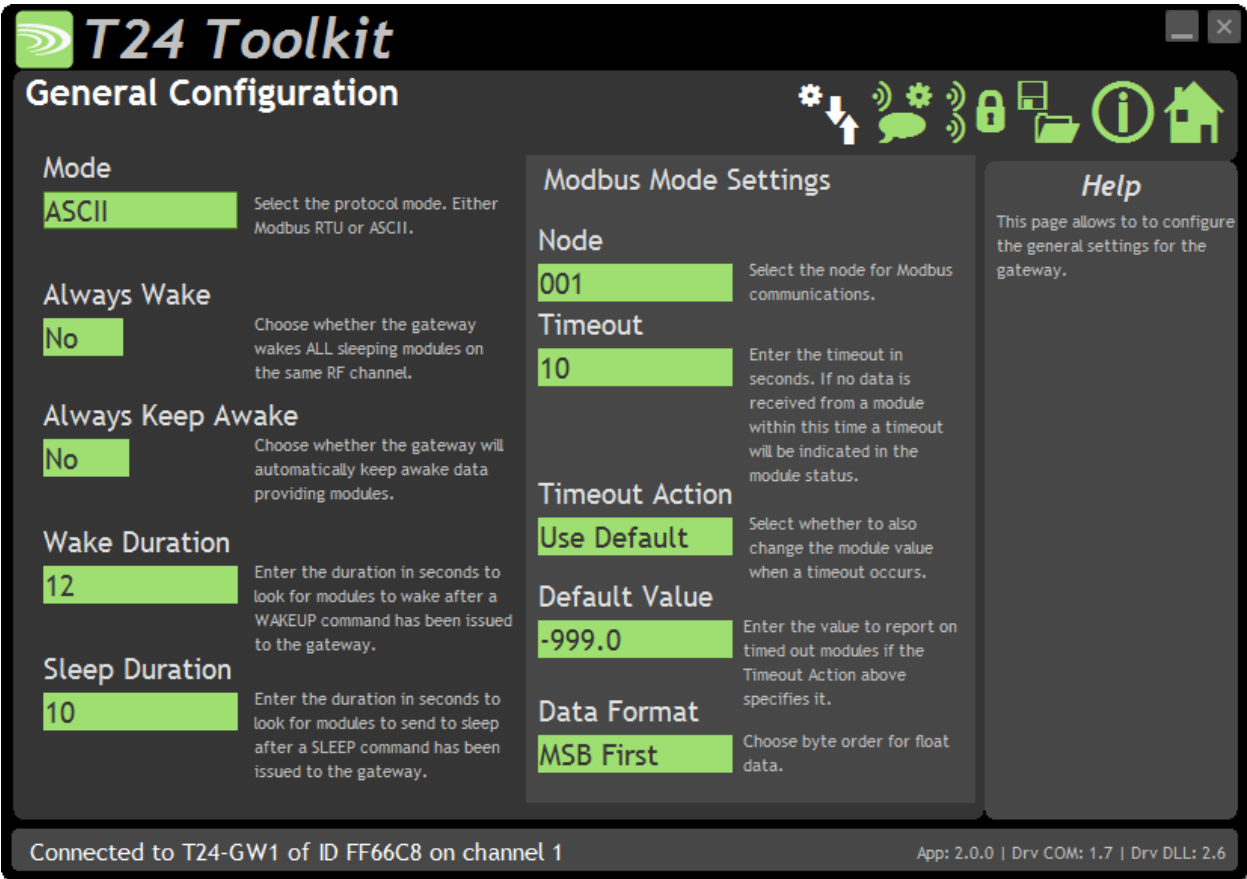 T24 Toolkit
General Configuration
Mode
ASCII
Select the protocol mode. Either
Modbus RTU or ASCII.
Always Wake
No
Choose whether the gateway
wakes ALL sleeping modules on
the same RF channel.
Always Keep Awake
No
Choose whether the gateway will
automatically keep awake data
providing modules.
Wake Duration
12
Enter the duration in seconds to
look for modules to wake after a
WAKEUP command has been issued
to the gateway.
Sleep Duration
10
Enter the duration in seconds to
look for modules to send to sleep
after a SLEEP command has been
issued to the gateway.
Modbus Mode Settings
Node
001
Select the node for Modbus
communications.
Timeout
10
Enter the timeout in
seconds. If no data is
received from a module
within this time a timeout
will be indicated in the
module status.
Timeout Action
Use Default
Select whether to also
change the module value
when a timeout occurs.
Default Value
-999.0
Enter the value to report on
timed out modules if the
Timeout Action above
specifies it.
Data Format
MSB First
Choose byte order for float
data.
Help
This page allows to to configure
the general settings for the
gateway.
Connected to T24-GW1 of ID FF66C8 on channel 1
App: 2.0.0 | Drv COM: 1.7 | Drv DLL: 2.6